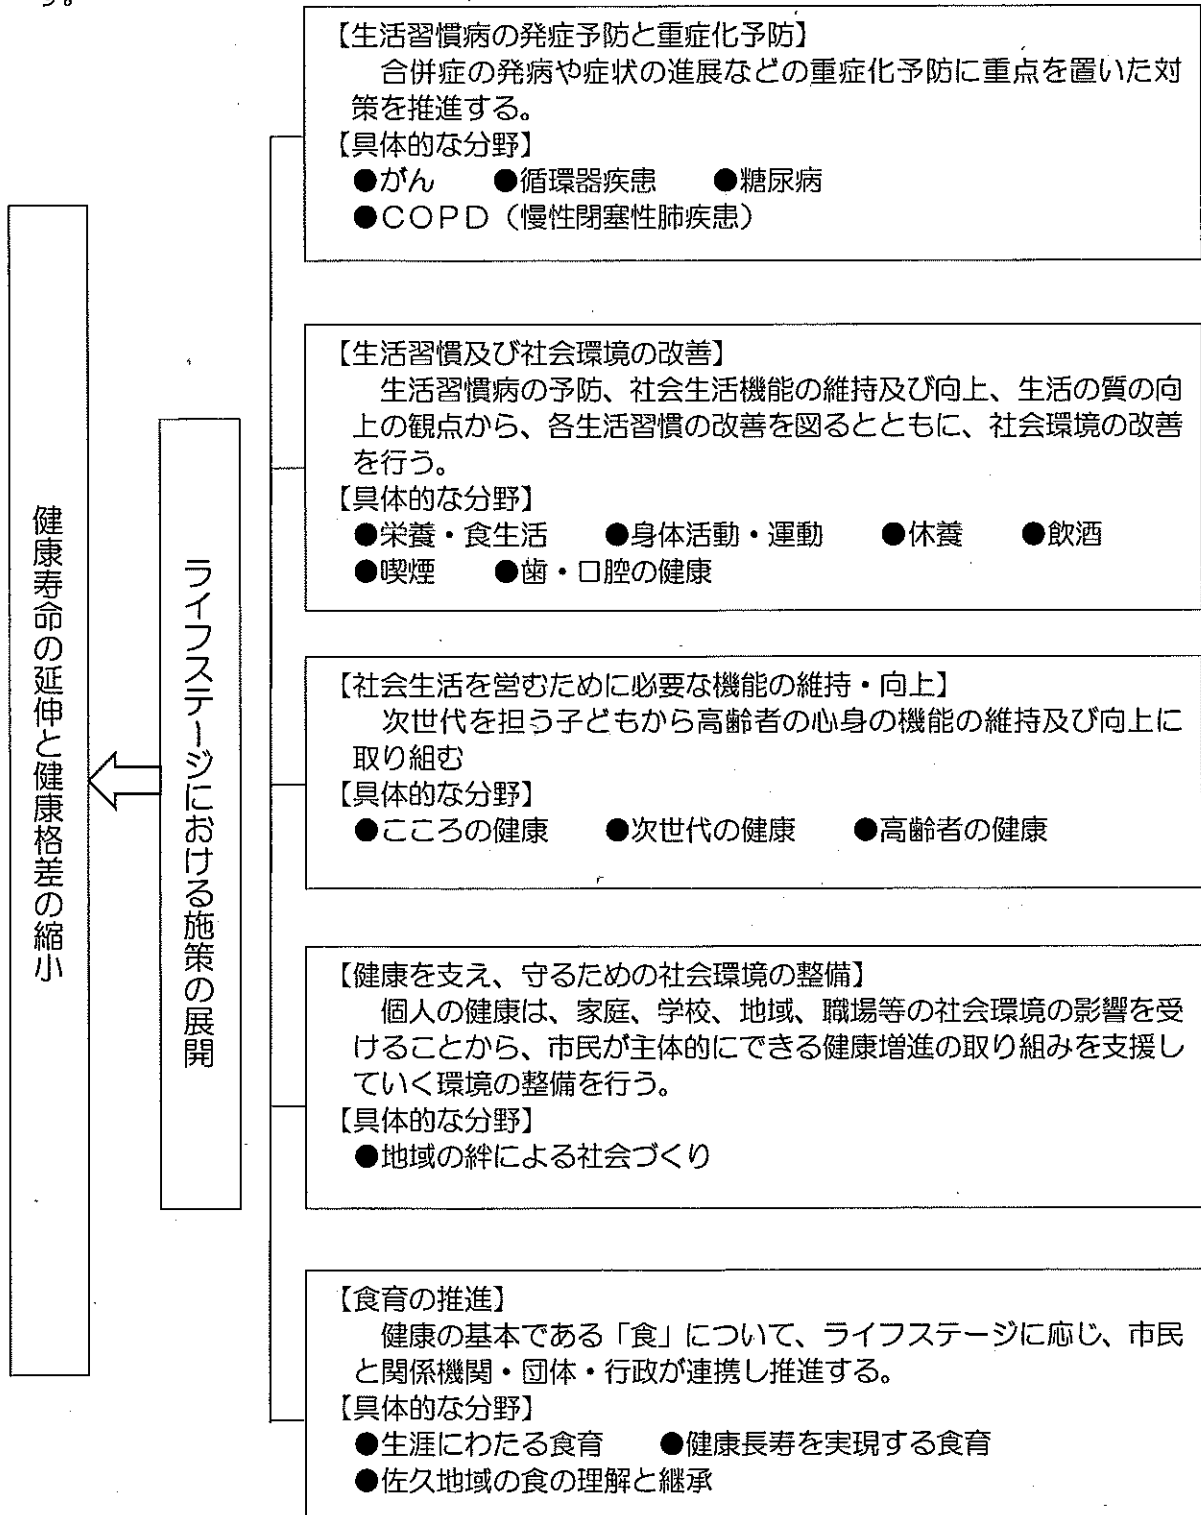 す。
【生活習慣病の発症予防と重症化予防】
合併症の発病や症状の進展などの重症化予防に重点を置いた対
策を推進する。
【具体的な分野】
●がん ●循環器疾患 ●糖尿病
●COPD（慢性閉塞性肺疾患）
【生活習慣及び社会環境の改善】
生活習慣病の予防、社会生活機能の維持及び向上、生活の質の向
上の観点から、各生活習慣の改善を図るとともに、社会環境の改善
を行う。
【具体的な分野】
●栄養・食生活 ●身体活動・運動 ●休養 ●飲酒
●喫煙 ●歯・口腔の健康
【社会生活を営むために必要な機能の維持・向上】
次世代を担う子どもから高齢者の心身の機能の維持及び向上に
取り組む
【具体的な分野】
●こころの健康 ●次世代の健康 ●高齢者の健康
【健康を支え、守るための社会環境の整備】
個人の健康は、家庭、学校、地域、職場等の社会環境の影響を受
けることから、市民が主体的にできる健康増進の取り組みを支援し
ていく環境の整備を行う。
【具体的な分野】
●地域の絆による社会づくり
【食育の推進】
健康の基本である「食」について、ライフステージに応じ、市民
と関係機関・団体・行政が連携し推進する。
【具体的な分野】
●生涯にわたる食育 ●健康長寿を実現する食育
●佐久地域の食の理解と継承
ライフステージにおける施策の展開
健康寿命の延伸と健康格差の縮小